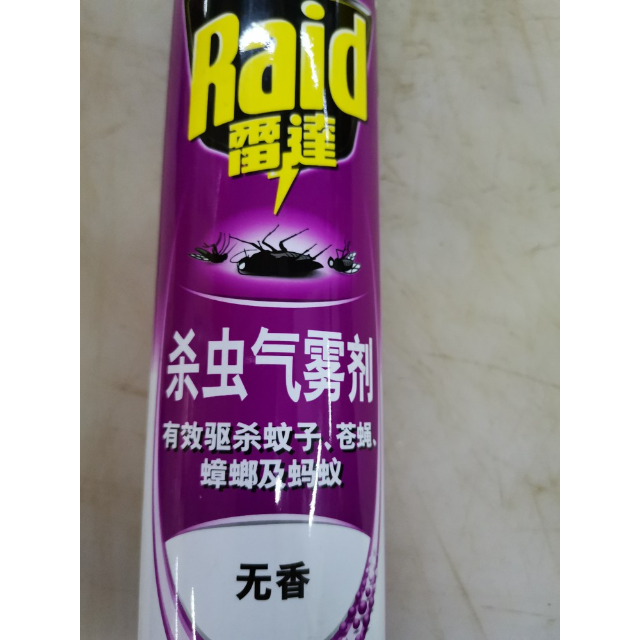 Raid
雷達
杀虫气雾剂
有效驱杀蚊子、苍蝇、
蟑螂及蚂蚁
无香